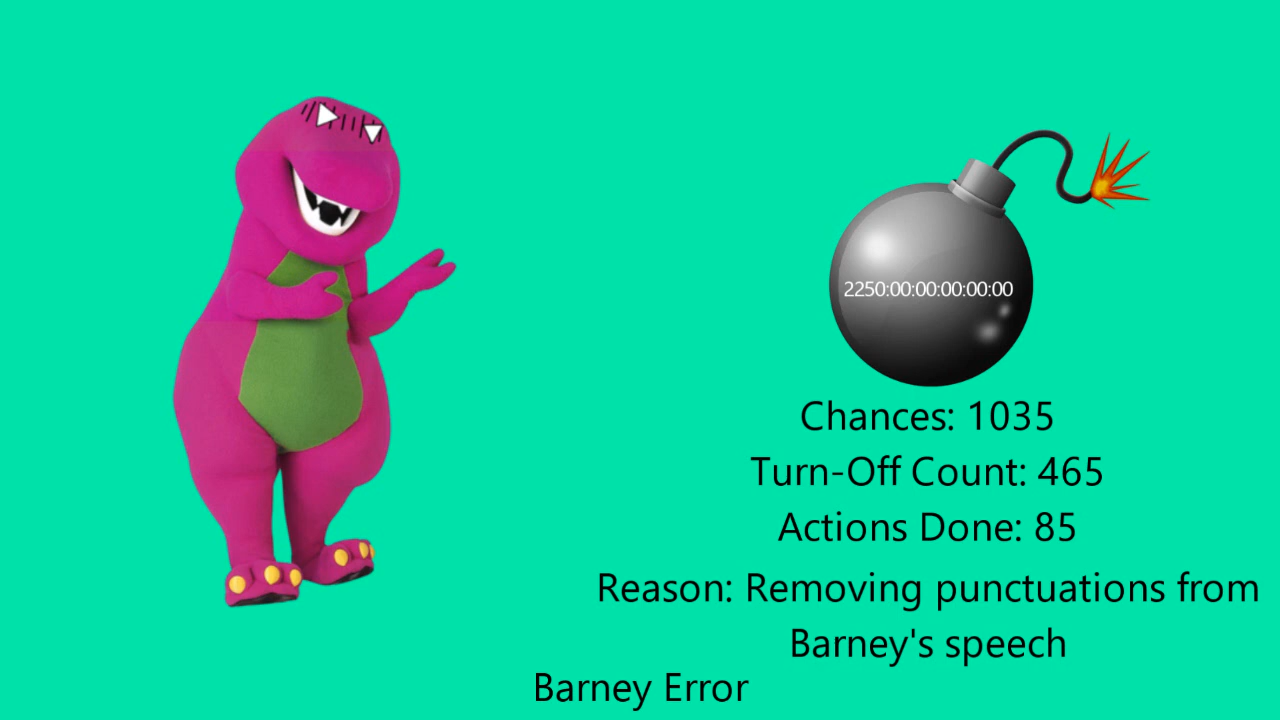 2250:00:00:00:00:00
Chances: 1035
Turn-Off Count: 465
Actions Done: 85
Reason: Removing punctuations from
Barney's speech
Barney Error